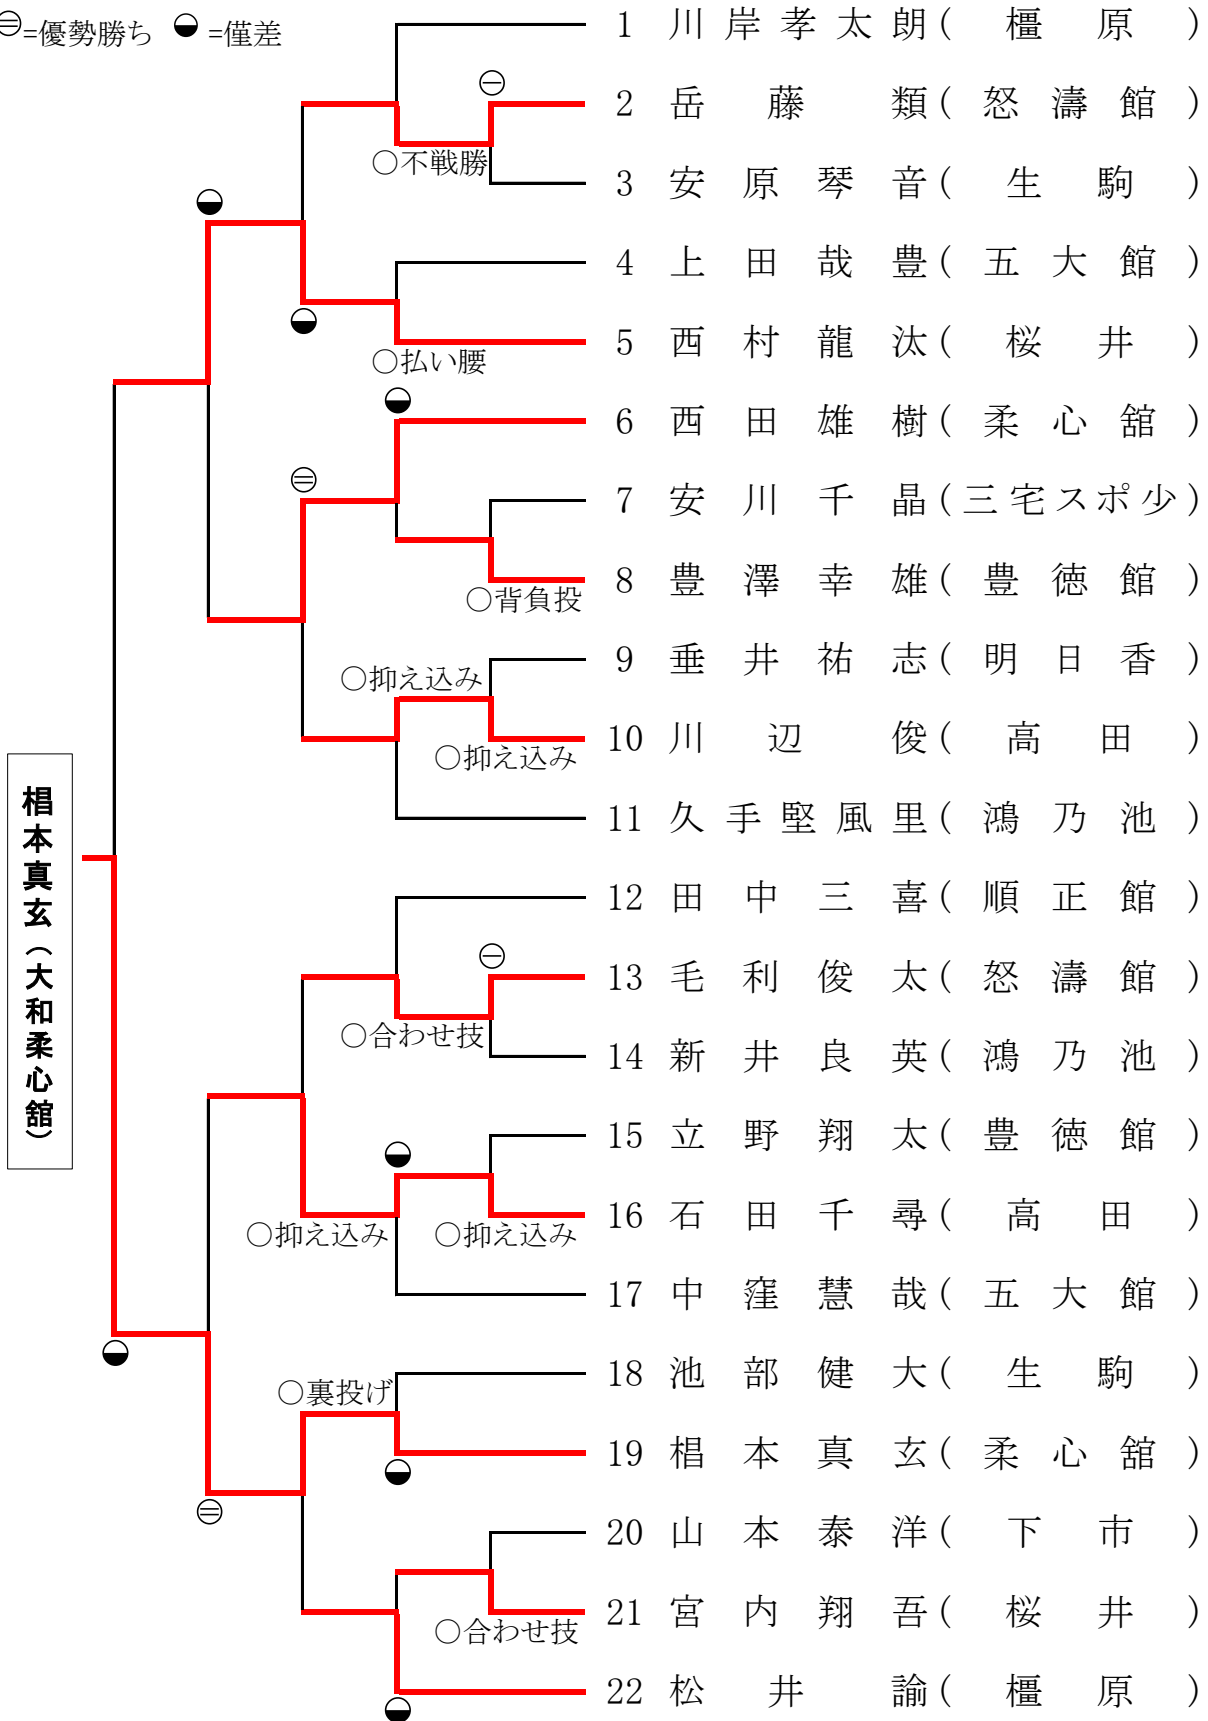 =優勢勝ち =僅差
1 川岸孝太朗(橿原)
2 岳藤類(怒濤館)
○不戦勝
3 安原琴音(生駒)
4 上田哉豊(五大館)
5 西村龍汰(桜井)
○払い腰
6 西田雄樹(柔心舘)
7 安川千晶(三宅スポ少)
8 豊澤幸雄(豊徳館)
○背負投
9 垂井祐志(明日香)
○抑え込み
10 川辺俊(高田)
○抑え込み
11 久手堅風里(鴻乃池)
椙本真玄(大和柔心舘)
12 田中三喜(順正館)
13 毛利俊太(怒濤館)
○合わせ技
14 新井良英(鴻乃池)
15 立野翔太(豊徳館)
16 石田千尋(高田)
○抑え込み ○抑え込み
17 中窪慧哉(五大館)
18 池部健大(生駒)
○裏投げ
19 椙本真玄(柔心舘)
20 山本泰洋(下市)
21 宮内翔吾(桜井)
○合わせ技
22 松井諭(橿原)